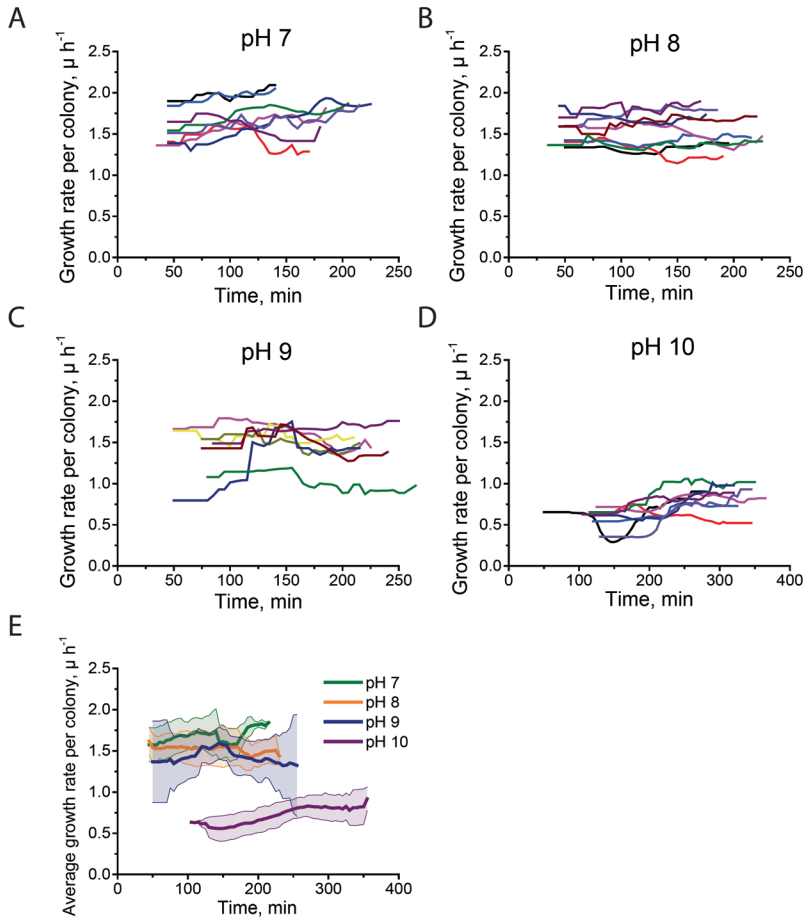 A
pH 7
Growth rate per colony, µ h⁻¹
2.5
2.0
1.5
1.0
0.5
0.0
0 50 100 150 200 250
Time, min
B
pH 8
Growth rate per colony, µ h⁻¹
2.5
2.0
1.5
1.0
0.5
0.0
0 50 100 150 200 250
Time, min
C
pH 9
Growth rate per colony, µ h⁻¹
2.5
2.0
1.5
1.0
0.5
0.0
0 50 100 150 200 250
Time, min
D
pH 10
Growth rate per colony, µ h⁻¹
2.5
2.0
1.5
1.0
0.5
0.0
0 100 200 300 400
Time, min
E
Average growth rate per colony, µ h⁻¹
2.5
2.0
1.5
1.0
0.5
0.0
0 100 200 300 400
Time, min
pH 7
pH 8
pH 9
pH 10